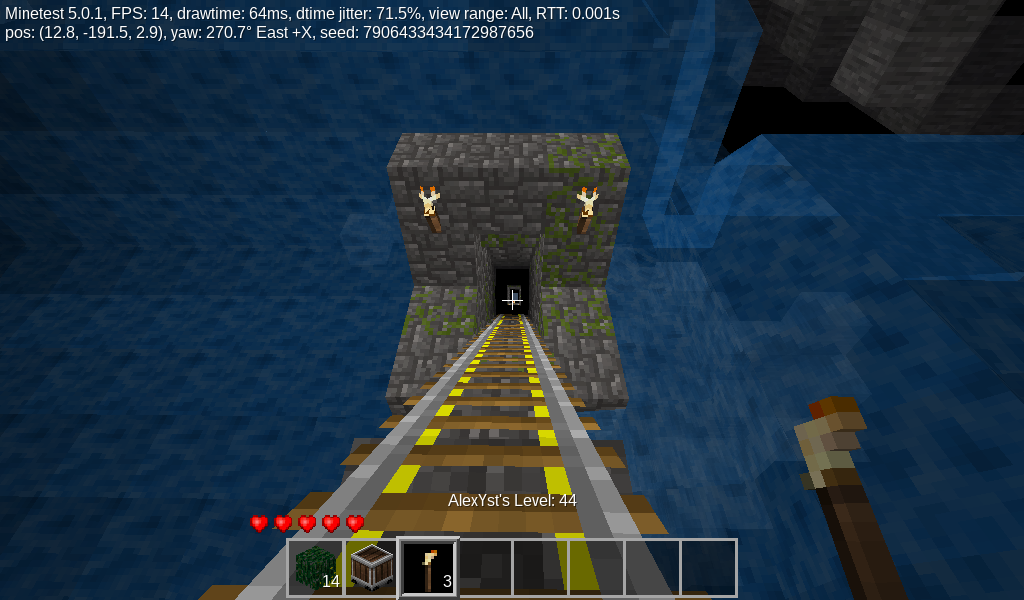 Minetest 5.0.1, FPS: 14, drawtime: 64ms, dtime jitter: 71.5%, view range: All, RTT: 0.001s
pos: (12.8, -191.5, 2.9), yaw: 270.7° East +X, seed: 7906433434172987656
AlexYst's Level: 44
14
3